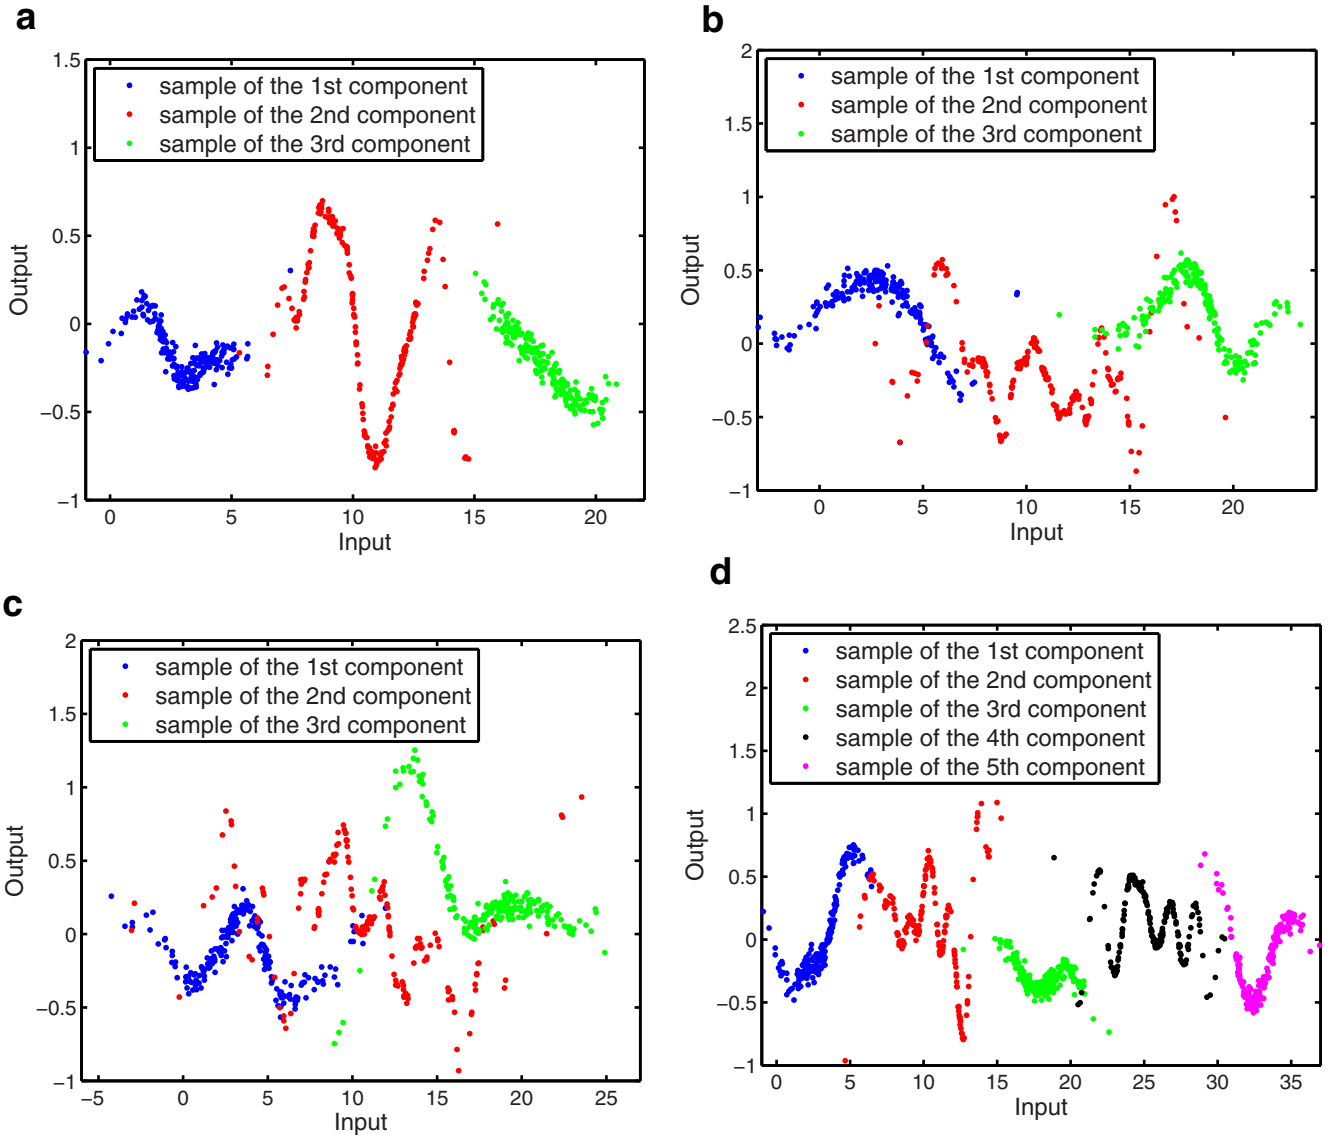 a
1.5
1
0.5
0
−0.5
−1
0 5 10 15 20
Input
Output
sample of the 1st component
sample of the 2nd component
sample of the 3rd component
b
2
1.5
1
0.5
0
−0.5
−1
0 5 10 15 20
Input
Output
sample of the 1st component
sample of the 2nd component
sample of the 3rd component
c
2
1.5
1
0.5
0
−0.5
−1
−5 0 5 10 15 20 25
Input
Output
sample of the 1st component
sample of the 2nd component
sample of the 3rd component
d
2.5
2
1.5
1
0.5
0
−0.5
−1
0 5 10 15 20 25 30 35
Input
Output
sample of the 1st component
sample of the 2nd component
sample of the 3rd component
sample of the 4th component
sample of the 5th component